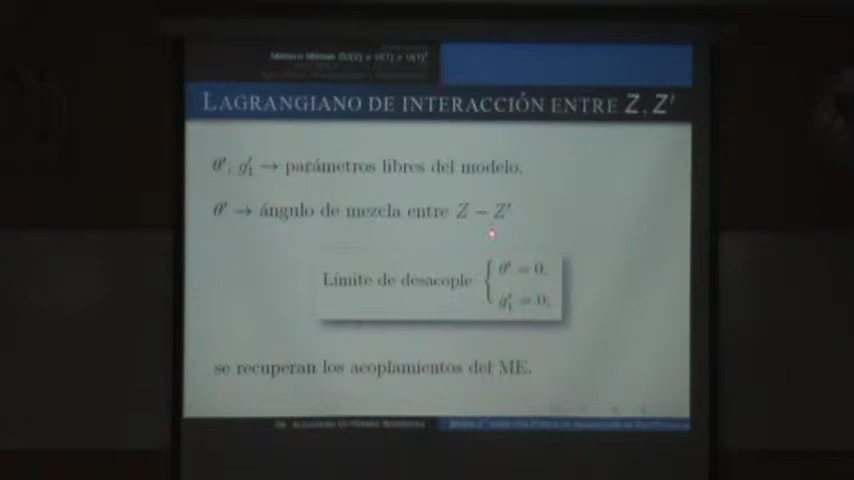 LAGRANGIANO DE INTERACCIÓN ENTRE Z, Z'
θ', g′₁ → parámetros libres del modelo,
θ' → ángulo de mezcla entre Z − Z'
Límite de desacople { θ' = 0,
g′₁ = 0,
se recuperan los acoplamientos del ME.